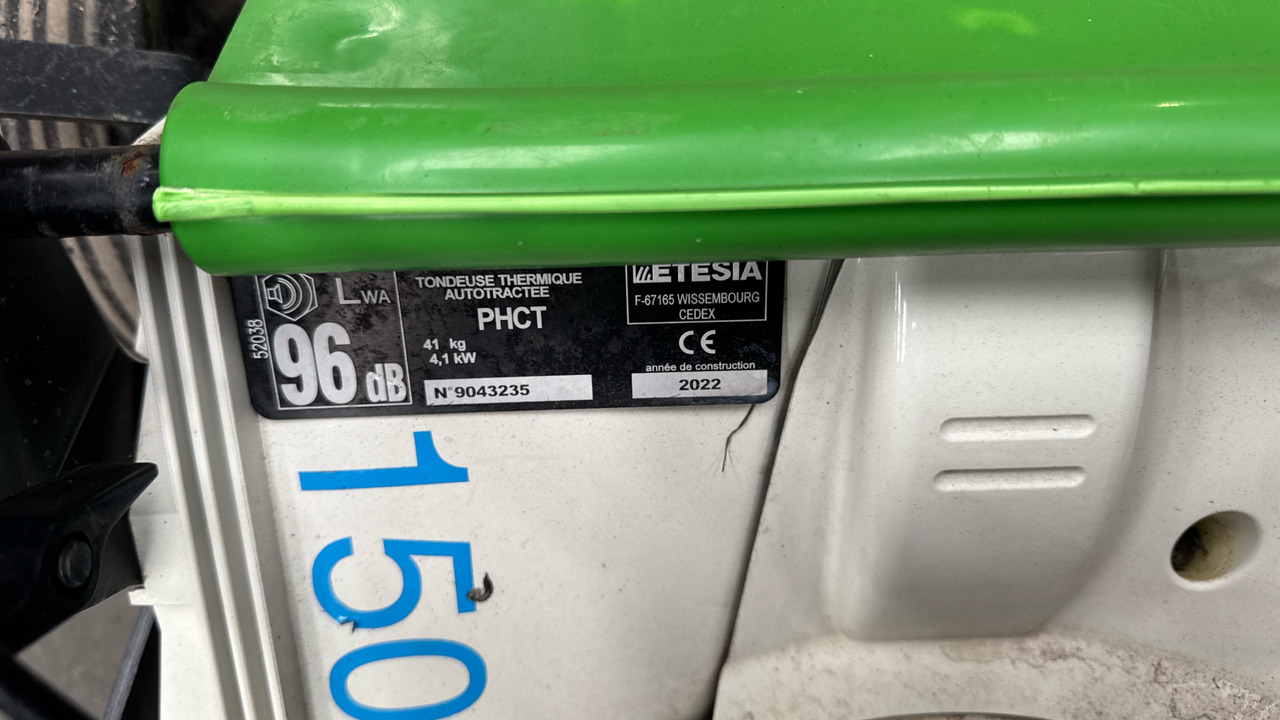 52038
LWA
96 dB
TONDEUSE THERMIQUE
AUTOTRACTEE
PHCT
41 kg
4,1 kW
N°9043235
ETESIA
F-67165 WISSEMBOURG
CEDEX
CE
année de construction
2022
150